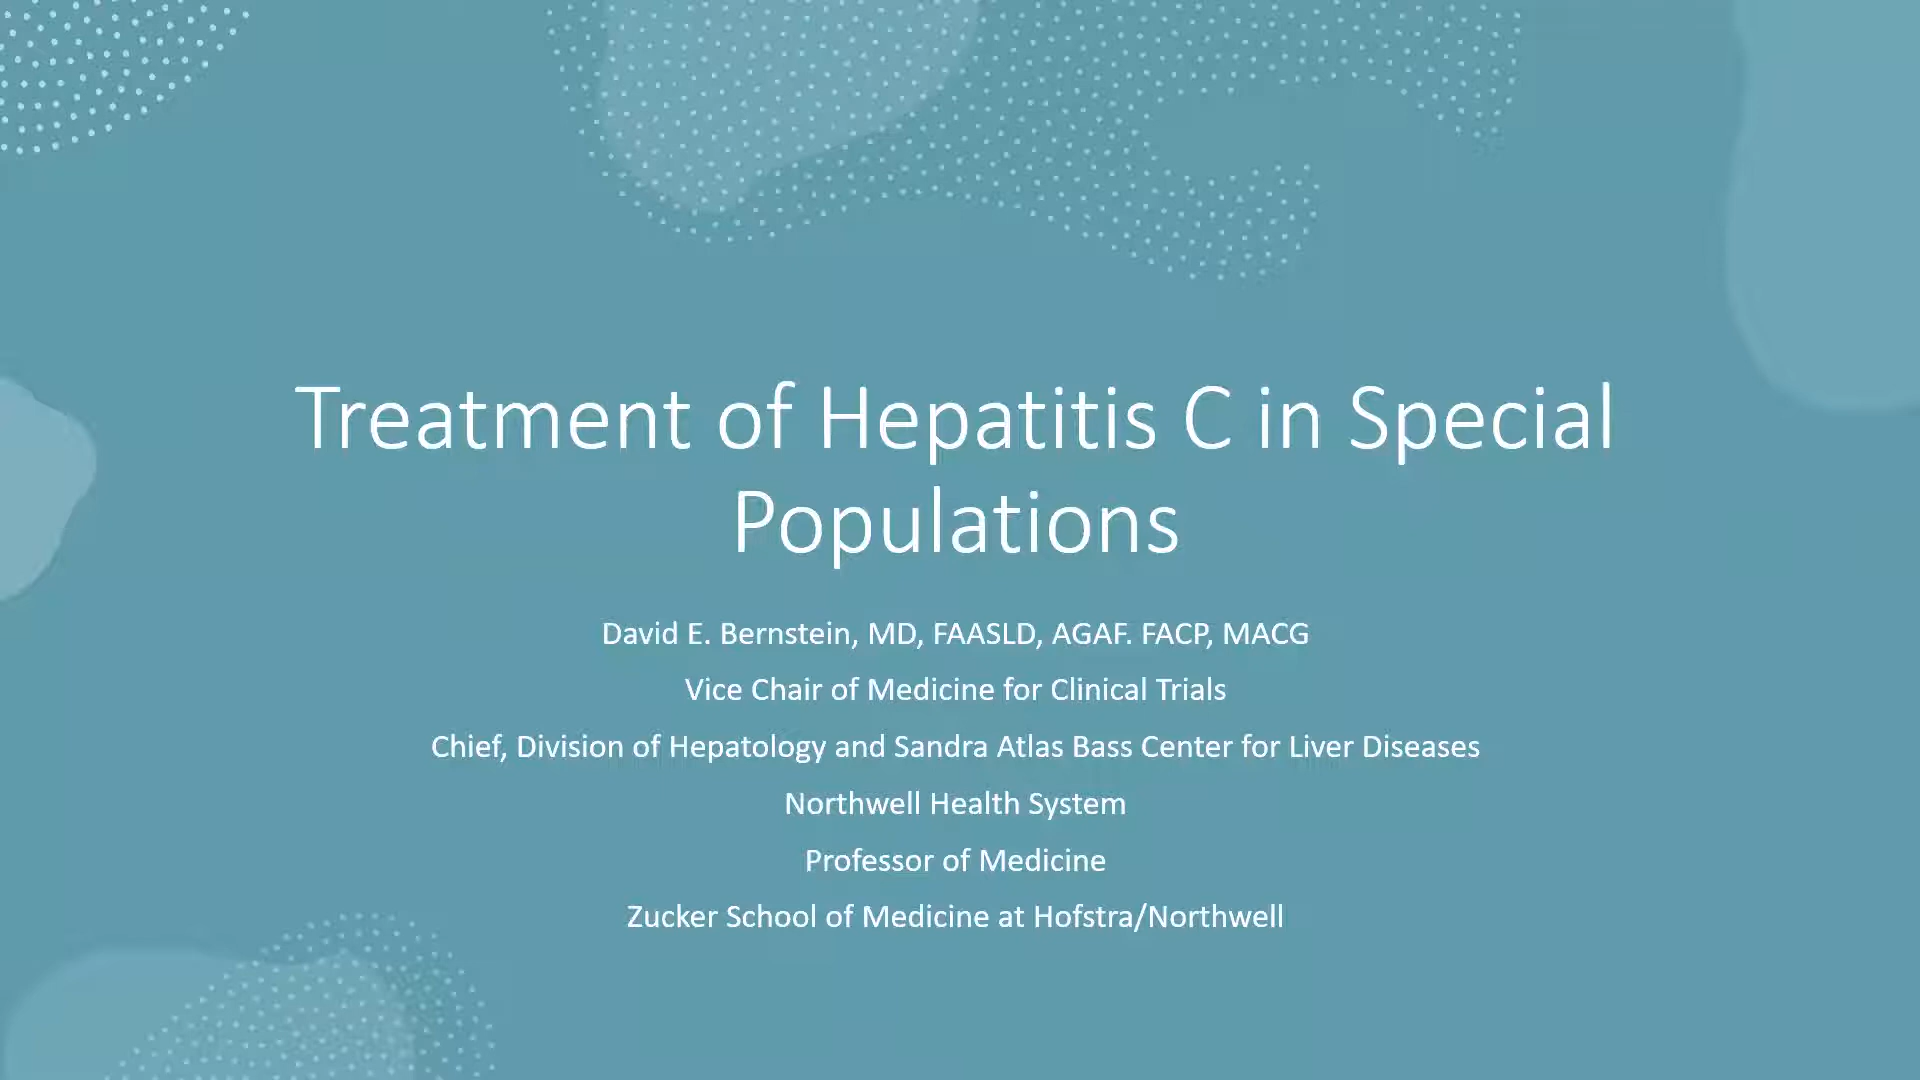 Treatment of Hepatitis C in Special
Populations
David E. Bernstein, MD, FAASLD, AGAF. FACP, MACG
Vice Chair of Medicine for Clinical Trials
Chief, Division of Hepatology and Sandra Atlas Bass Center for Liver Diseases
Northwell Health System
Professor of Medicine
Zucker School of Medicine at Hofstra/Northwell